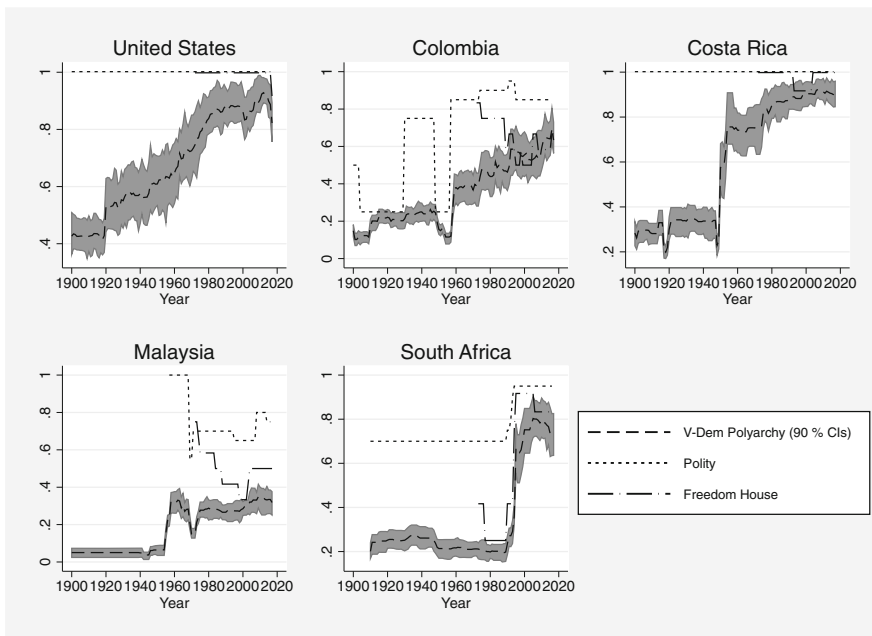 United States
Colombia
Costa Rica
1
.8
.6
.4
1900 1920 1940 1960 1980 2000 2020
Year
1
.8
.6
.4
.2
0
1900 1920 1940 1960 1980 2000 2020
Year
1
.8
.6
.4
.2
1900 1920 1940 1960 1980 2000 2020
Year
Malaysia
South Africa
1
.8
.6
.4
.2
0
1900 1920 1940 1960 1980 2000 2020
Year
1
.8
.6
.4
.2
1900 1920 1940 1960 1980 2000 2020
Year
V-Dem Polyarchy (90 % CIs)
Polity
Freedom House